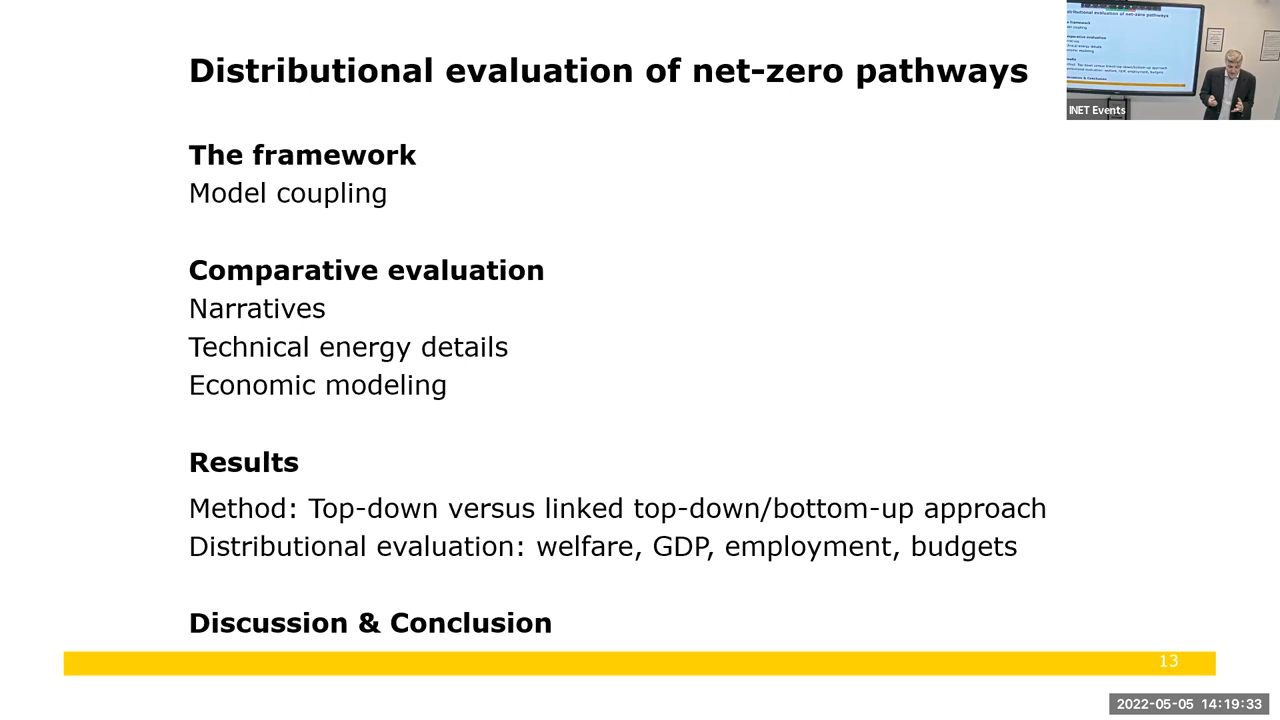 Distributional evaluation of net-zero pathways
The framework
Model coupling
Comparative evaluation
Narratives
Technical energy details
Economic modeling
Results
Method: Top-down versus linked top-down/bottom-up approach
Distributional evaluation: welfare, GDP, employment, budgets
Discussion & Conclusion
13
INET Events
2022-05-05 14:19:33